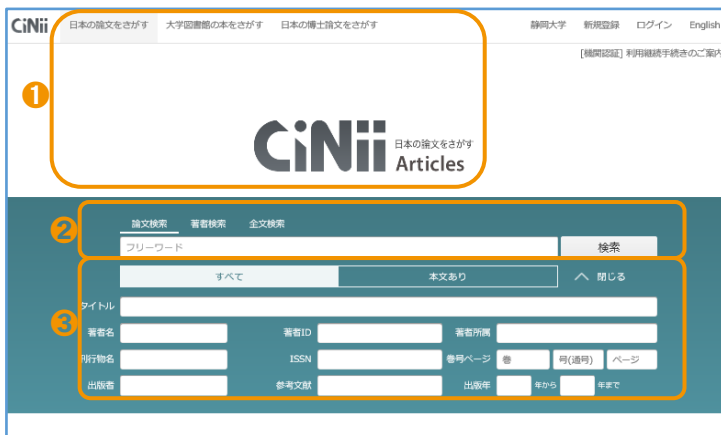 CiNii 日本の論文をさがす 大学図書館の本をさがす 日本の博士論文をさがす 静岡大学 新規登録 ログイン English
[機関認証] 利用継続手続きのご案内
1
CiNii 日本の論文をさがす
Articles
2
論文検索 著者検索 全文検索
フリーワード 検索
すべて 本文あり 閉じる
3
タイトル
著者名 著者ID 著者所属
刊行物名 ISSN 巻号ページ 巻 号(通号) ページ
出版者 参考文献 出版年 年から 年まで